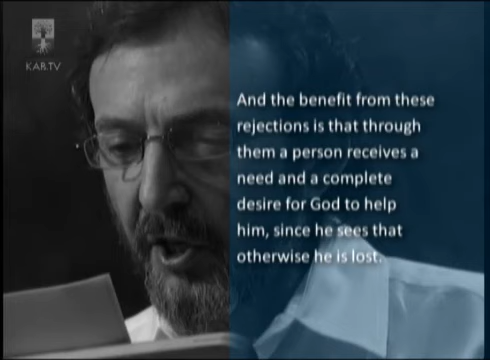 KAB.TV
And the benefit from these
rejections is that through
them a person receives a
need and a complete
desire for God to help
him, since he sees that
otherwise he is lost.